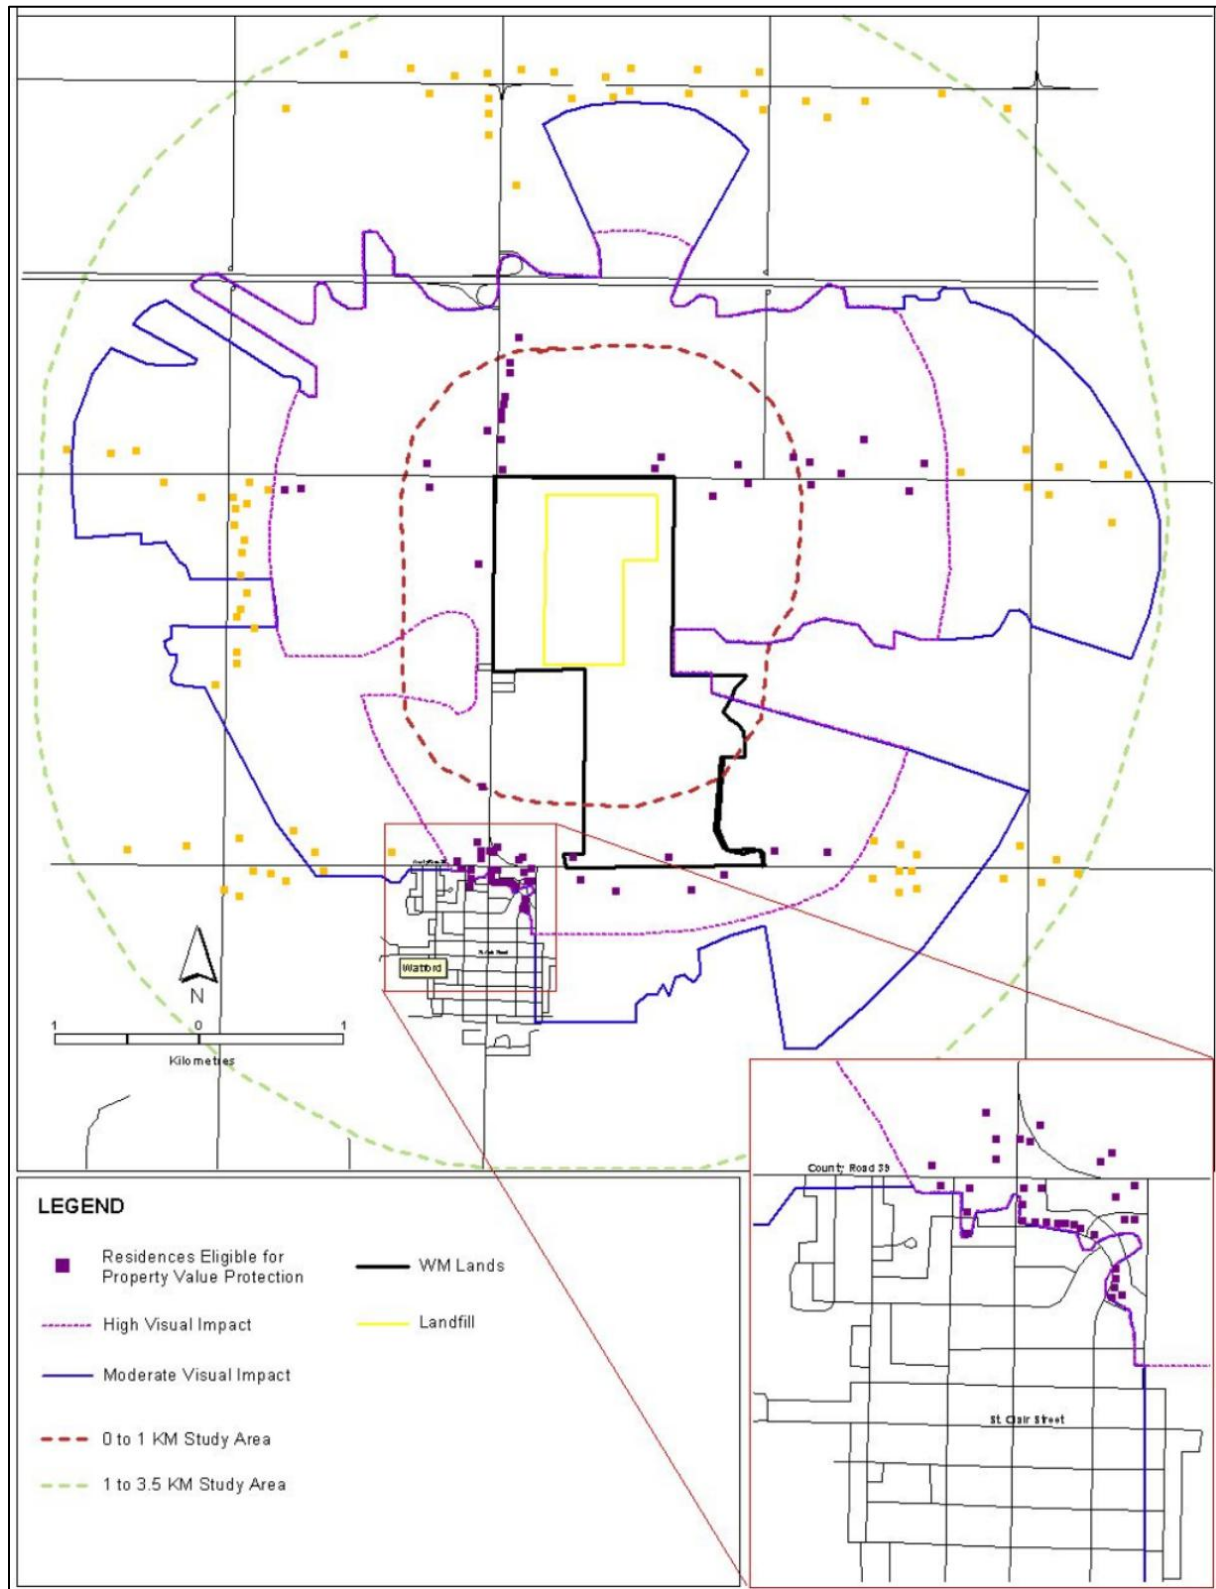 Watford
N
1
0
1
Kilometres
County Road 39
St. Clair Street
LEGEND
Residences Eligible for
Property Value Protection
WM Lands
High Visual Impact
Landfill
Moderate Visual Impact
0 to 1 KM Study Area
1 to 3.5 KM Study Area